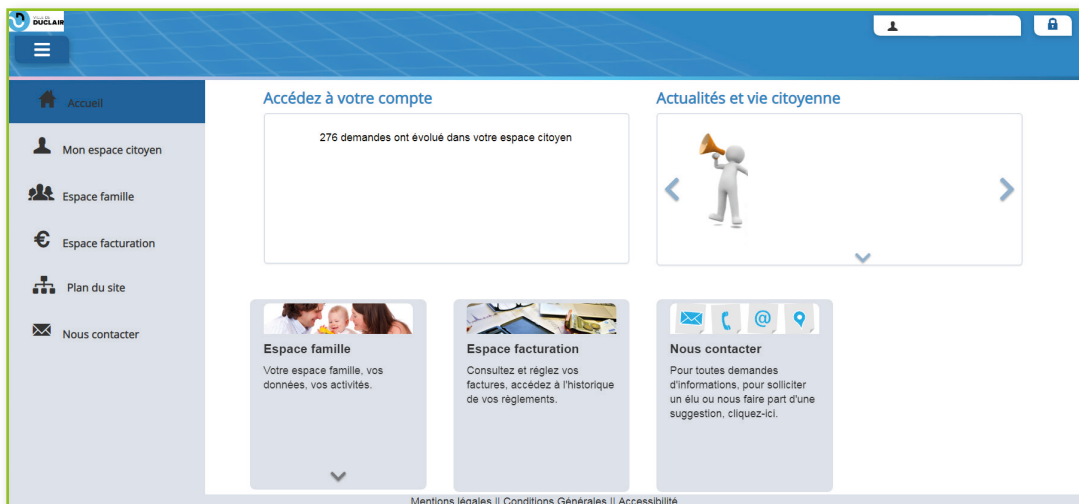 VILLE DE
DUCLAIR
Accueil
Mon espace citoyen
Espace famille
Espace facturation
Plan du site
Nous contacter
Accédez à votre compte
276 demandes ont évolué dans votre espace citoyen
Actualités et vie citoyenne
Espace famille
Votre espace famille, vos
données, vos activités.
Espace facturation
Consultez et réglez vos
factures, accédez à l'historique
de vos règlements.
Nous contacter
Pour toutes demandes
d'informations, pour solliciter
un élu ou nous faire part d'une
suggestion, cliquez-ici.
Mentions légales || Conditions Générales || Accessibilité